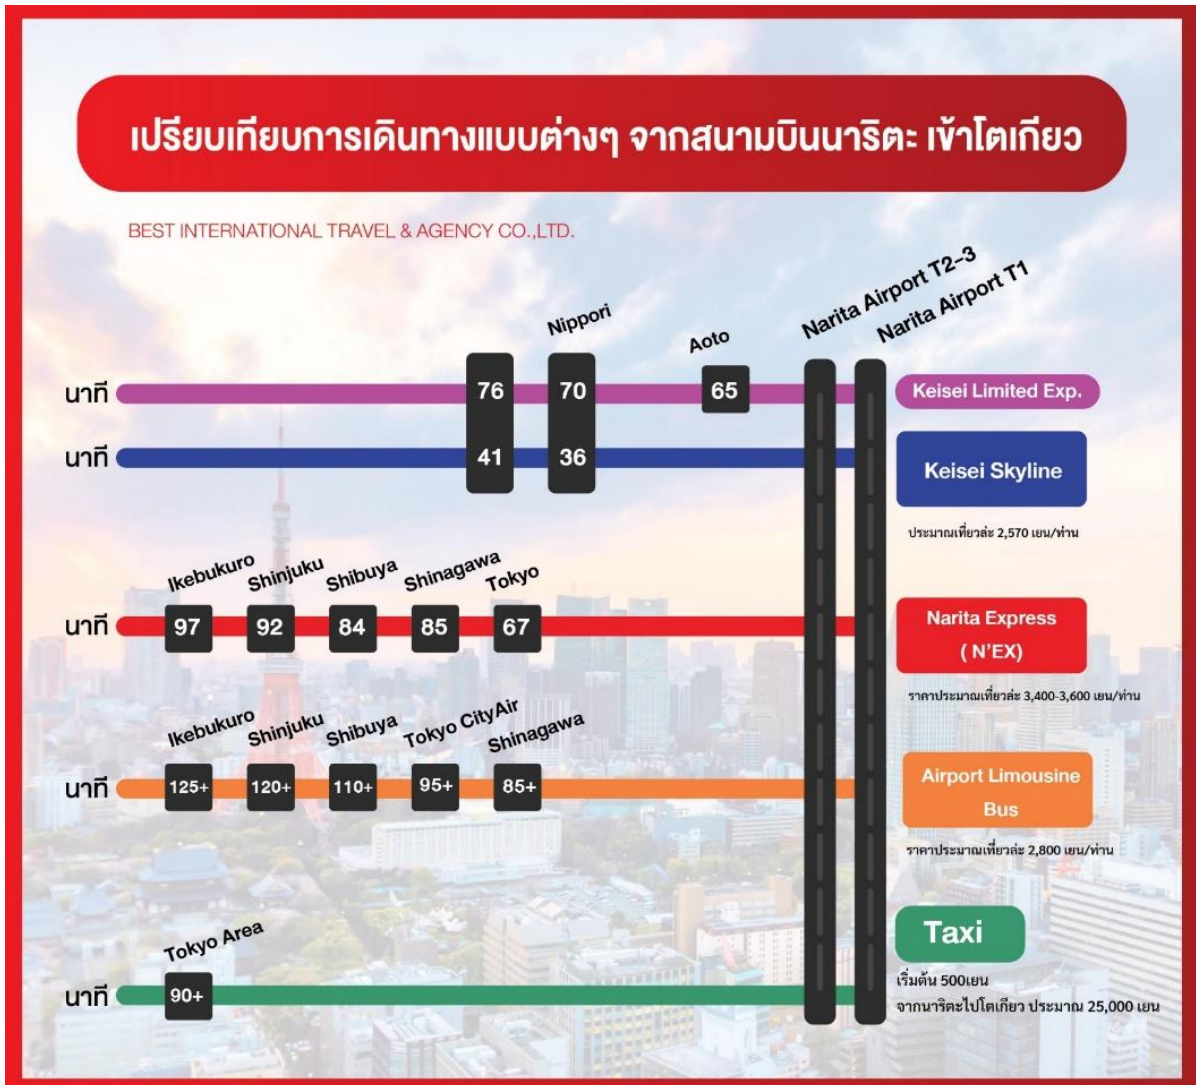 เปรียบเทียบการเดินทางแบบต่างๆ จากสนามบินนาริตะ เข้าโตเกียว
BEST INTERNATIONAL TRAVEL & AGENCY CO.,LTD.
Nippori
Aoto
Narita Airport T2-3
Narita Airport T1
นาที
76
70
65
Keisei Limited Exp.
นาที
41
36
Keisei Skyline
ประมาณเที่ยวล่ะ 2,570 เยน/ท่าน
Ikebukuro
Shinjuku
Shibuya
Shinagawa
Tokyo
นาที
97
92
84
85
67
Narita Express
( N'EX)
ราคาประมาณเที่ยวล่ะ 3,400-3,600 เยน/ท่าน
Ikebukuro
Shinjuku
Shibuya
Tokyo CityAir
Shinagawa
นาที
125+
120+
110+
95+
85+
Airport Limousine
Bus
ราคาประมาณเที่ยวล่ะ 2,800 เยน/ท่าน
Tokyo Area
นาที
90+
Taxi
เริ่มต้น 500เยน
จากนาริตะไปโตเกียว ประมาณ 25,000 เยน